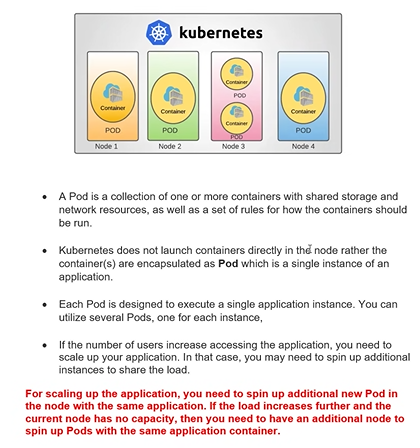 kubernetes
Container
POD
Node 1
Container
POD
Node 2
POD
POD
Node 3
Container
POD
Node 4
A Pod is a collection of one or more containers with shared storage and
network resources, as well as a set of rules for how the containers should
be run.
Kubernetes does not launch containers directly in the node rather the
container(s) are encapsulated as Pod which is a single instance of an
application.
Each Pod is designed to execute a single application instance. You can
utilize several Pods, one for each instance,
If the number of users increase accessing the application, you need to
scale up your application. In that case, you may need to spin up additional
instances to share the load.
For scaling up the application, you need to spin up additional new Pod in
the node with the same application. If the load increases further and the
current node has no capacity, then you need to have an additional node to
spin up Pods with the same application container.